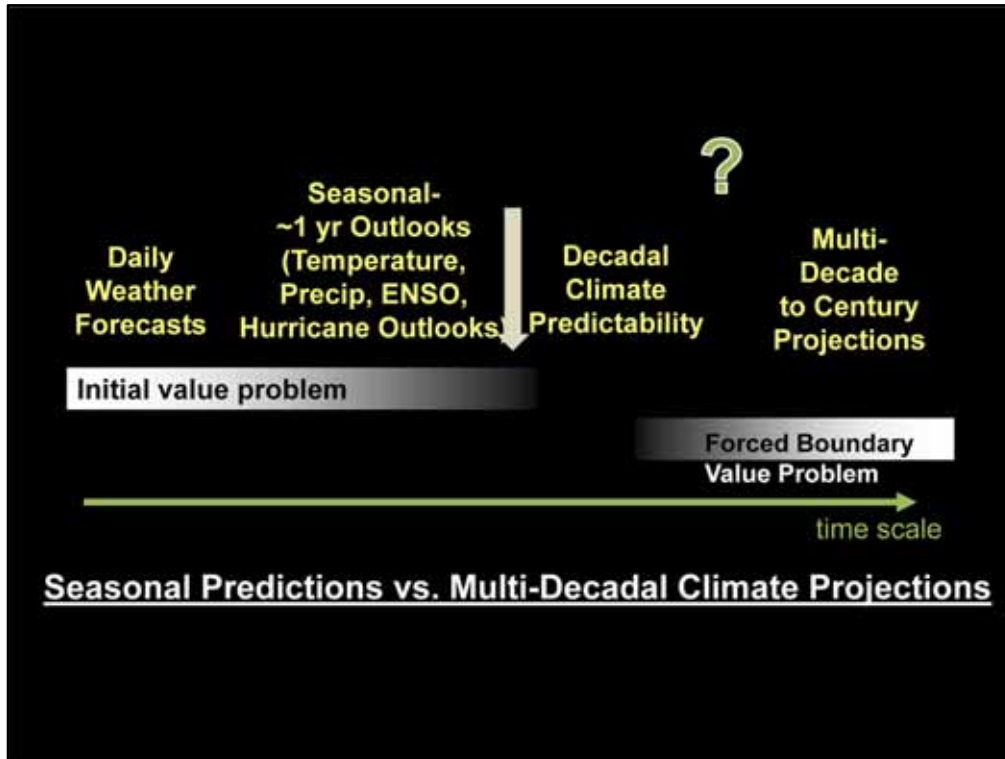 ?
Seasonal-
~1 yr Outlooks
(Temperature,
Precip, ENSO,
Hurricane Outlooks)
Daily
Weather
Forecasts
Decadal
Climate
Predictability
Multi-
Decade
to Century
Projections
Initial value problem
Forced Boundary
Value Problem
time scale
Seasonal Predictions vs. Multi-Decadal Climate Projections